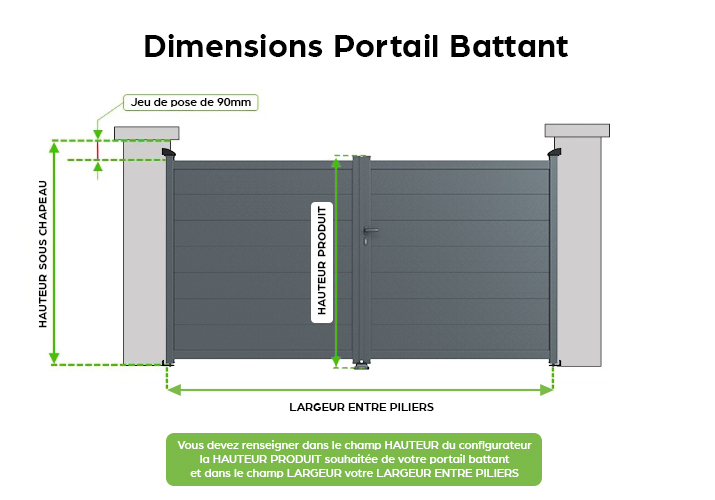 Dimensions Portail Battant
Jeu de pose de 90mm
HAUTEUR SOUS CHAPEAU
HAUTEUR PRODUIT
LARGEUR ENTRE PILIERS
Vous devez renseigner dans le champ HAUTEUR du configurateur
la HAUTEUR PRODUIT souhaitée de votre portail battant
et dans le champ LARGEUR votre LARGEUR ENTRE PILIERS